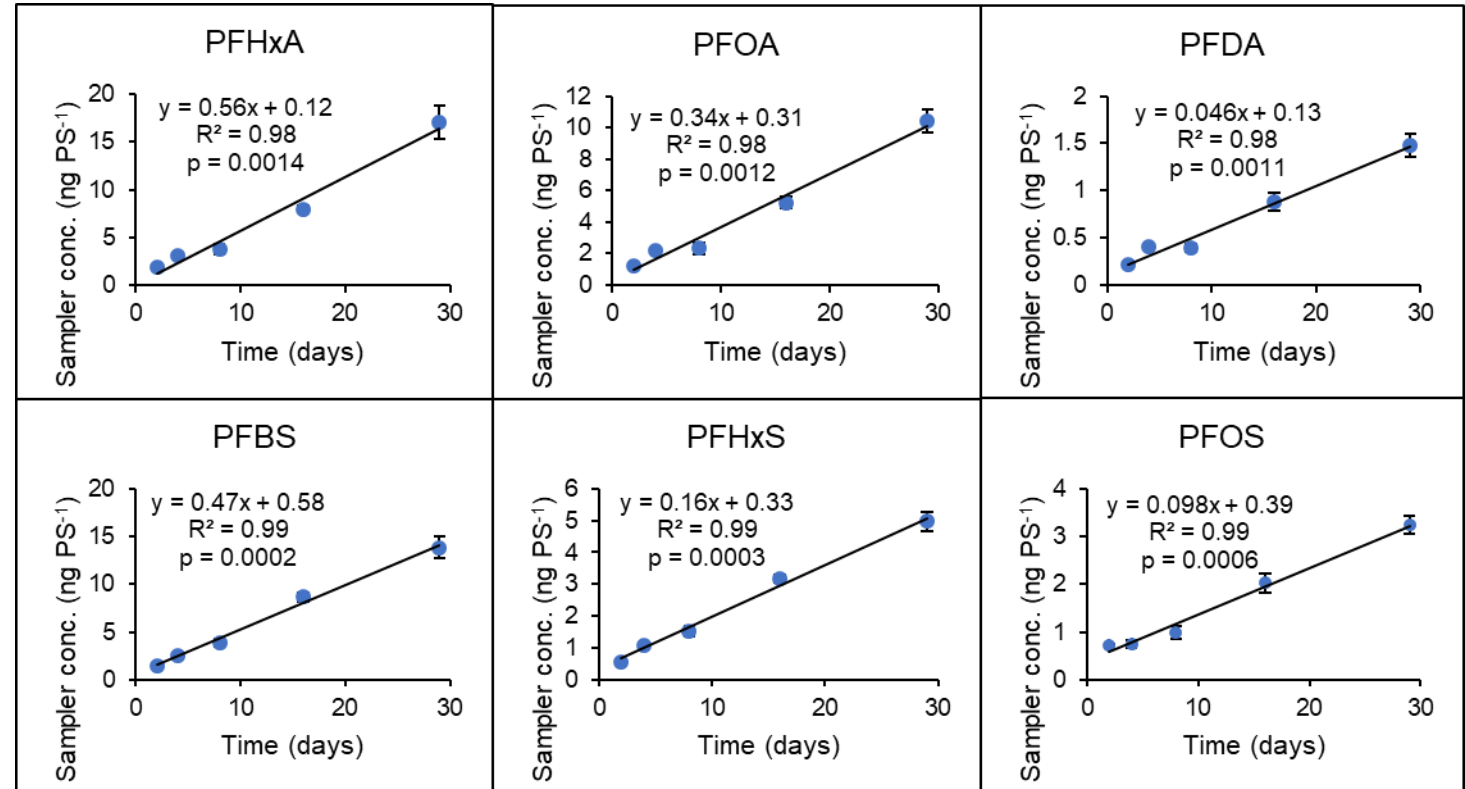 PFHxA
y = 0.56x + 0.12
R² = 0.98
p = 0.0014
Sampler conc. (ng PS⁻¹)
20
15
10
5
0
0 10 20 30
Time (days)
PFOA
y = 0.34x + 0.31
R² = 0.98
p = 0.0012
Sampler conc. (ng PS⁻¹)
12
10
8
6
4
2
0
0 10 20 30
Time (days)
PFDA
y = 0.046x + 0.13
R² = 0.98
p = 0.0011
Sampler conc. (ng PS⁻¹)
2
1.5
1
0.5
0
0 10 20 30
Time (days)
PFBS
y = 0.47x + 0.58
R² = 0.99
p = 0.0002
Sampler conc. (ng PS⁻¹)
20
15
10
5
0
0 10 20 30
Time (days)
PFHxS
y = 0.16x + 0.33
R² = 0.99
p = 0.0003
Sampler conc. (ng PS⁻¹)
6
5
4
3
2
1
0
0 10 20 30
Time (days)
PFOS
y = 0.098x + 0.39
R² = 0.99
p = 0.0006
Sampler conc. (ng PS⁻¹)
4
3
2
1
0
0 10 20 30
Time (days)